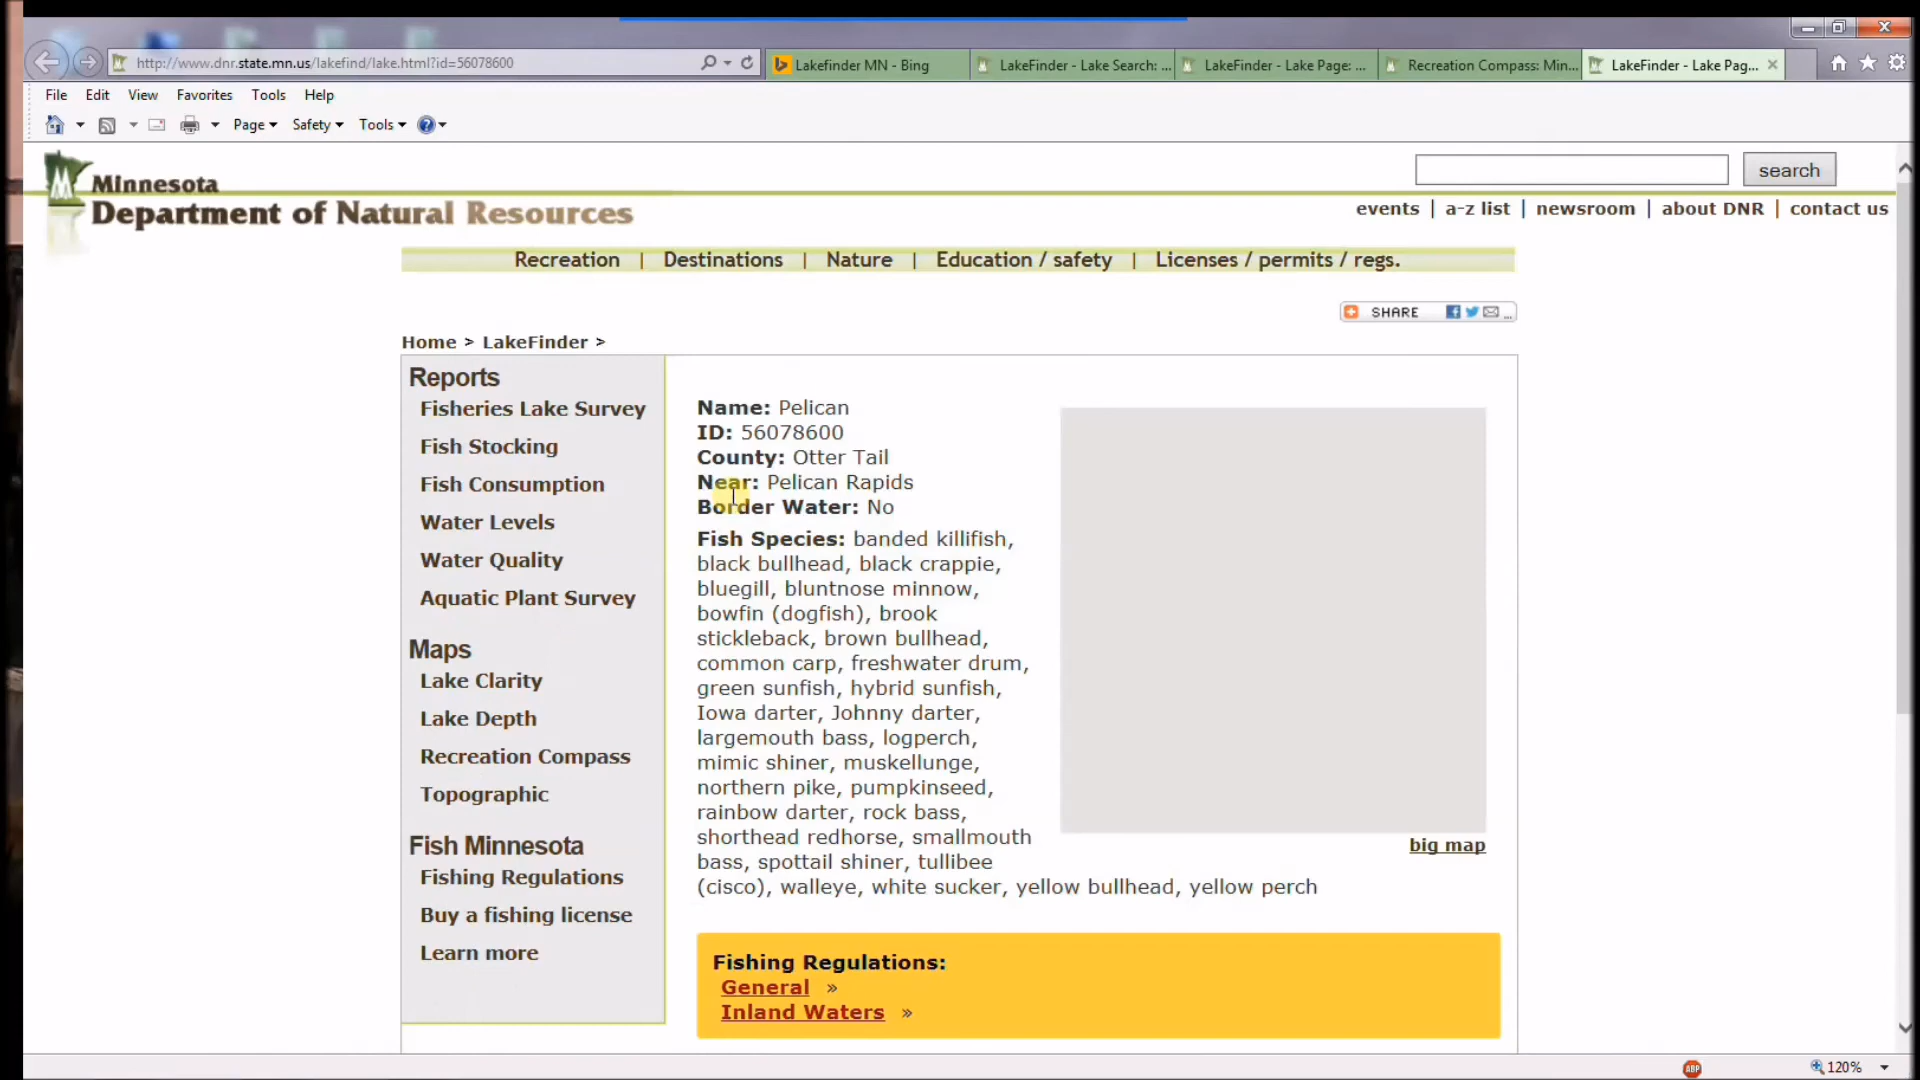 http://www.dnr.state.mn.us/lakefind/lake.html?id=56078600
Lakefinder MN - Bing
LakeFinder - Lake Search: ...
LakeFinder - Lake Page: ...
Recreation Compass: Min...
LakeFinder - Lake Pag...
File Edit View Favorites Tools Help
Page Safety Tools
Minnesota
Department of Natural Resources
search
events | a-z list | newsroom | about DNR | contact us
Recreation | Destinations | Nature | Education / safety | Licenses / permits / regs.
SHARE ...
Home > LakeFinder >
Reports
Fisheries Lake Survey
Fish Stocking
Fish Consumption
Water Levels
Water Quality
Aquatic Plant Survey
Maps
Lake Clarity
Lake Depth
Recreation Compass
Topographic
Fish Minnesota
Fishing Regulations
Buy a fishing license
Learn more
Name: Pelican
ID: 56078600
County: Otter Tail
Near: Pelican Rapids
Border Water: No
Fish Species: banded killifish,
black bullhead, black crappie,
bluegill, bluntnose minnow,
bowfin (dogfish), brook
stickleback, brown bullhead,
common carp, freshwater drum,
green sunfish, hybrid sunfish,
Iowa darter, Johnny darter,
largemouth bass, logperch,
mimic shiner, muskellunge,
northern pike, pumpkinseed,
rainbow darter, rock bass,
shorthead redhorse, smallmouth
bass, spottail shiner, tullibee
(cisco), walleye, white sucker, yellow bullhead, yellow perch
big map
Fishing Regulations:
General »
Inland Waters »
ABP
120%